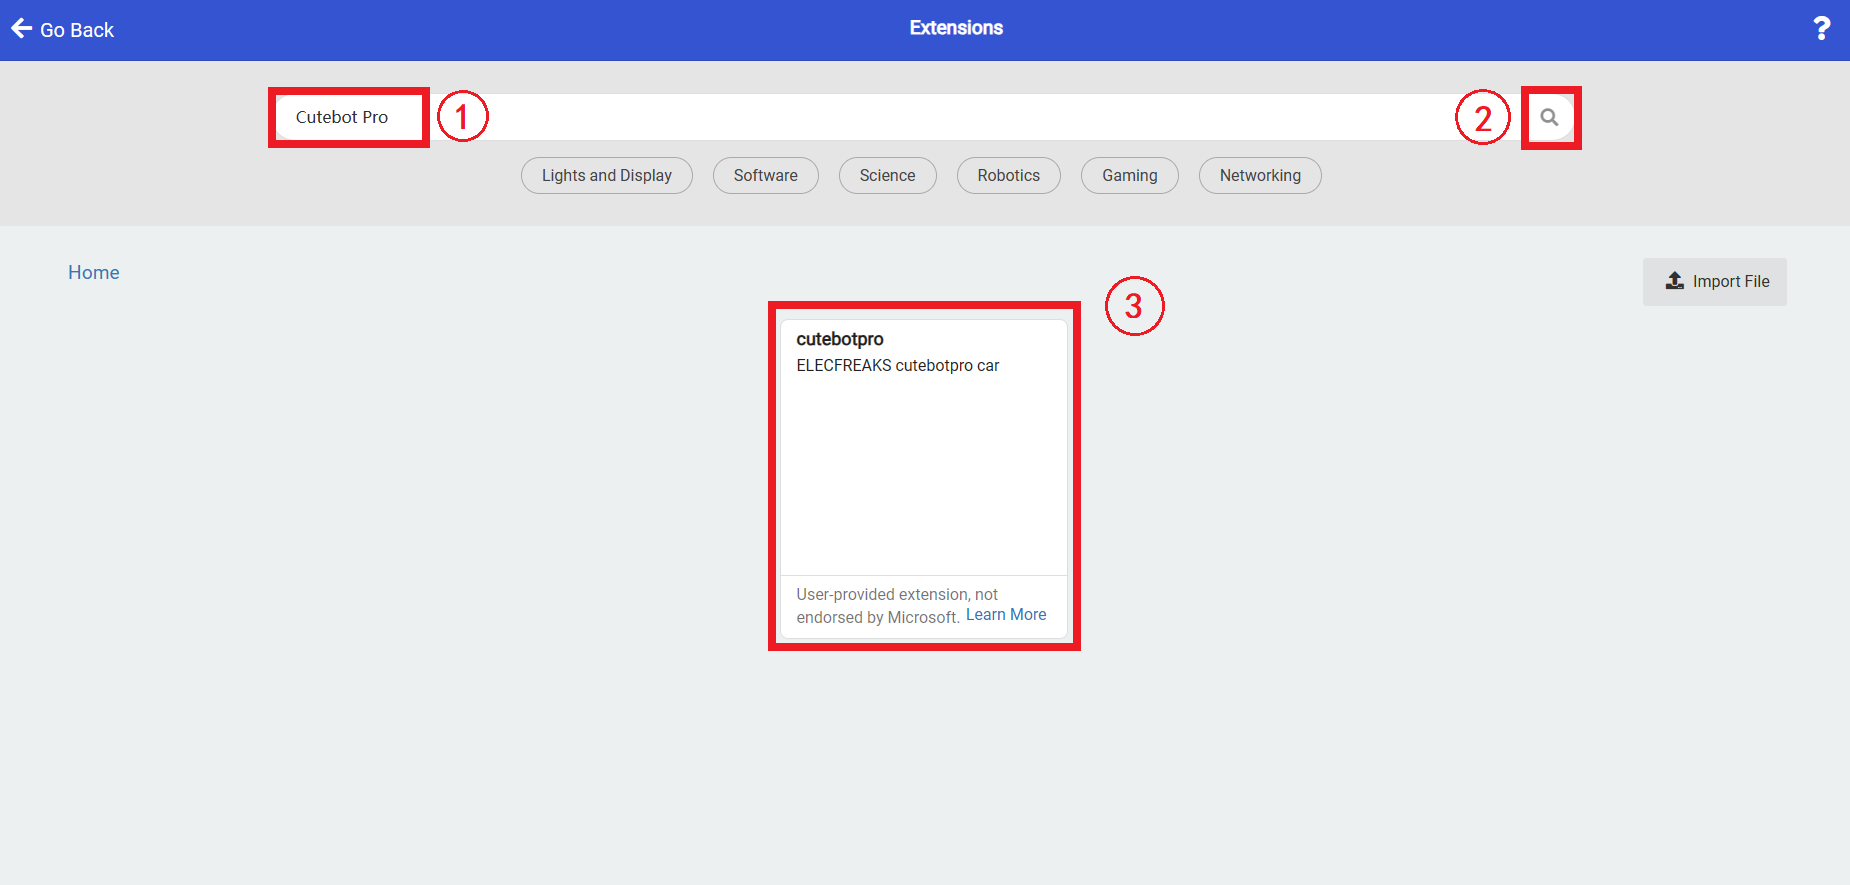 Go Back
Extensions
?
Cutebot Pro
1
2
Lights and Display
Software
Science
Robotics
Gaming
Networking
Home
Import File
3
cutebotpro
ELECFREAKS cutebotpro car
User-provided extension, not
endorsed by Microsoft. Learn More